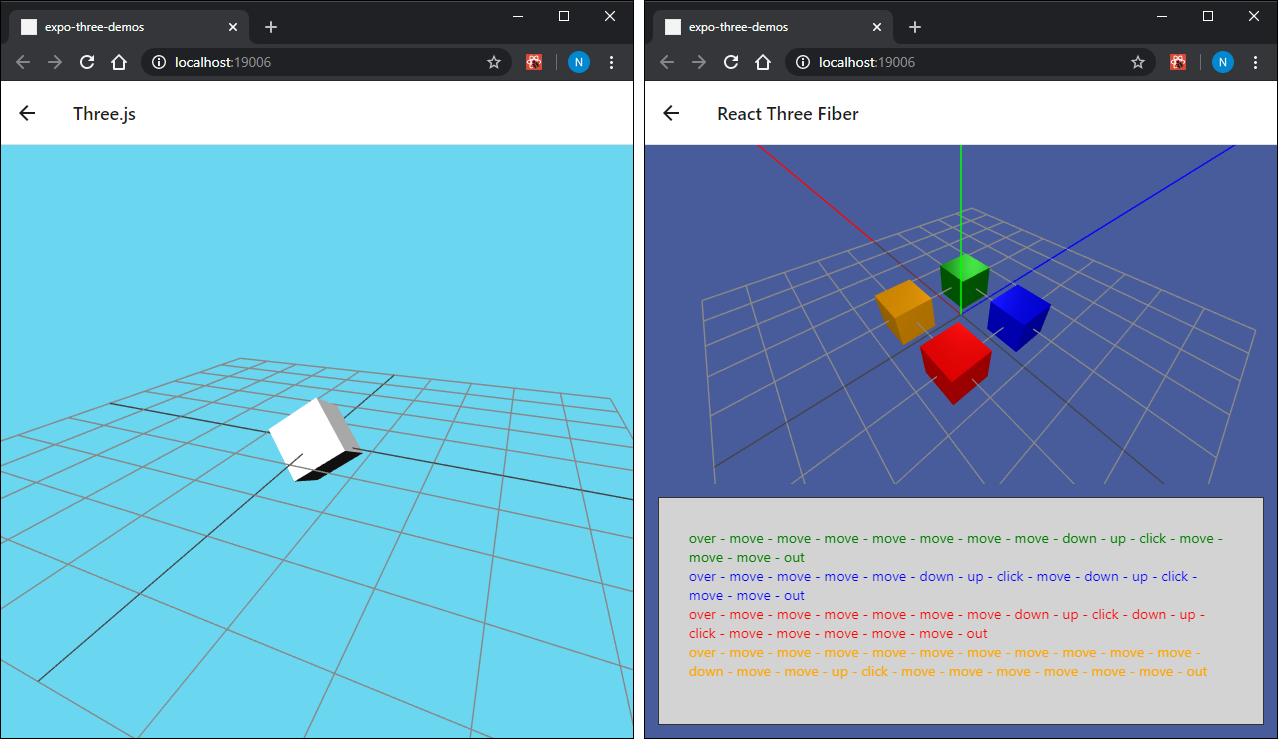 expo-three-demos
localhost:19006
N
Three.js
expo-three-demos
localhost:19006
N
React Three Fiber
over - move - move - move - move - move - move - move - down - up - click - move -
move - move - out
over - move - move - move - move - down - up - click - move - down - up - click -
move - move - out
over - move - move - move - move - move - move - down - up - click - down - up -
click - move - move - move - move - move - out
over - move - move - move - move - move - move - move - move - move - move -
down - move - move - up - click - move - move - move - move - move - move - out